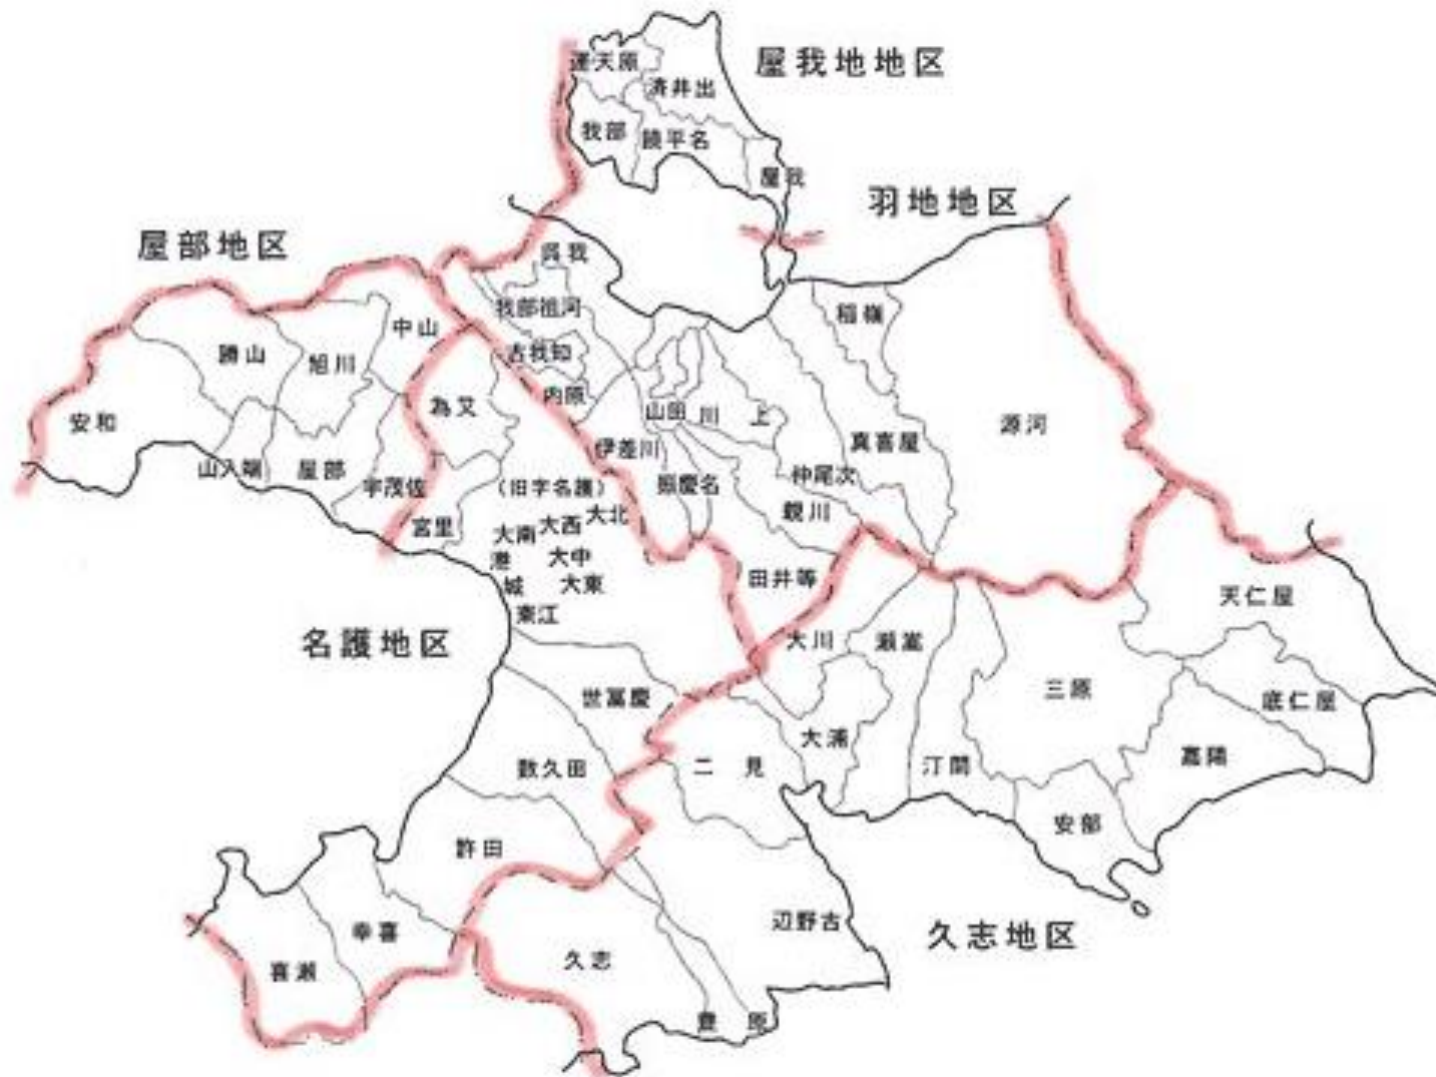 屋我地地区
運天原
済井出
我部
饒平名
屋我
羽地地区
屋部地区
呉我
我部祖河
稲嶺
中山
勝山
旭川
古我知
為又
内原
安和
山田
川上
源河
真喜屋
伊差川
山入端
屋部
宇茂佐
(旧字名護)
照慶名
仲尾次
親川
宮里
大南
大西
大北
港
大中
城
大東
東江
田井等
天仁屋
名護地区
大川
瀬嵩
世冨慶
三原
底仁屋
大浦
数久田
二見
汀間
嘉陽
安部
許田
辺野古
久志地区
幸喜
喜瀬
久志
豊原